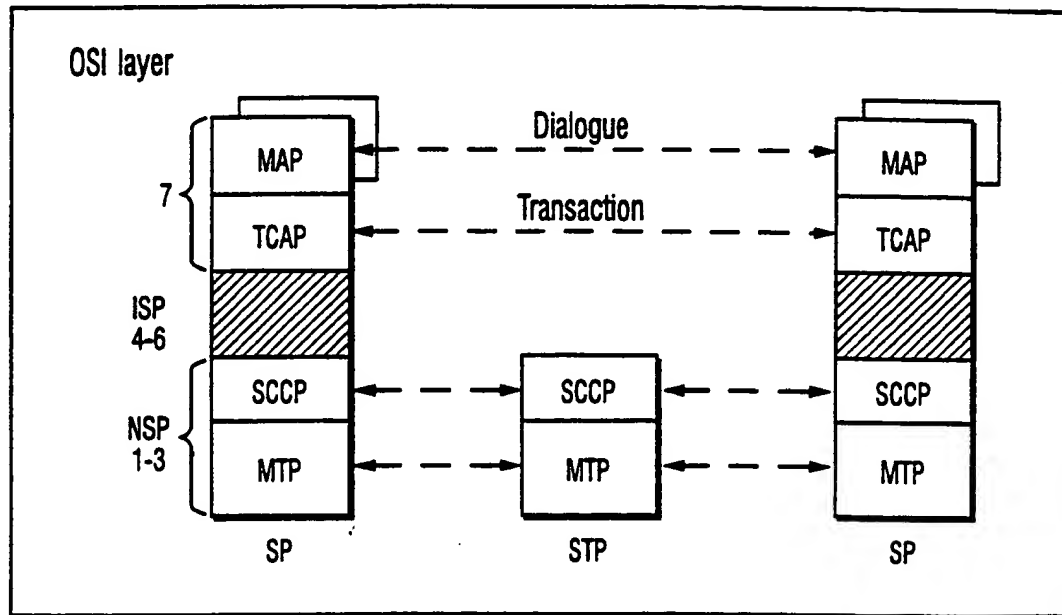 OSI layer
Dialogue
MAP
MAP
7
Transaction
TCAP
TCAP
ISP
4-6
SCCP
SCCP
SCCP
NSP
1-3
MTP
MTP
MTP
SP
STP
SP